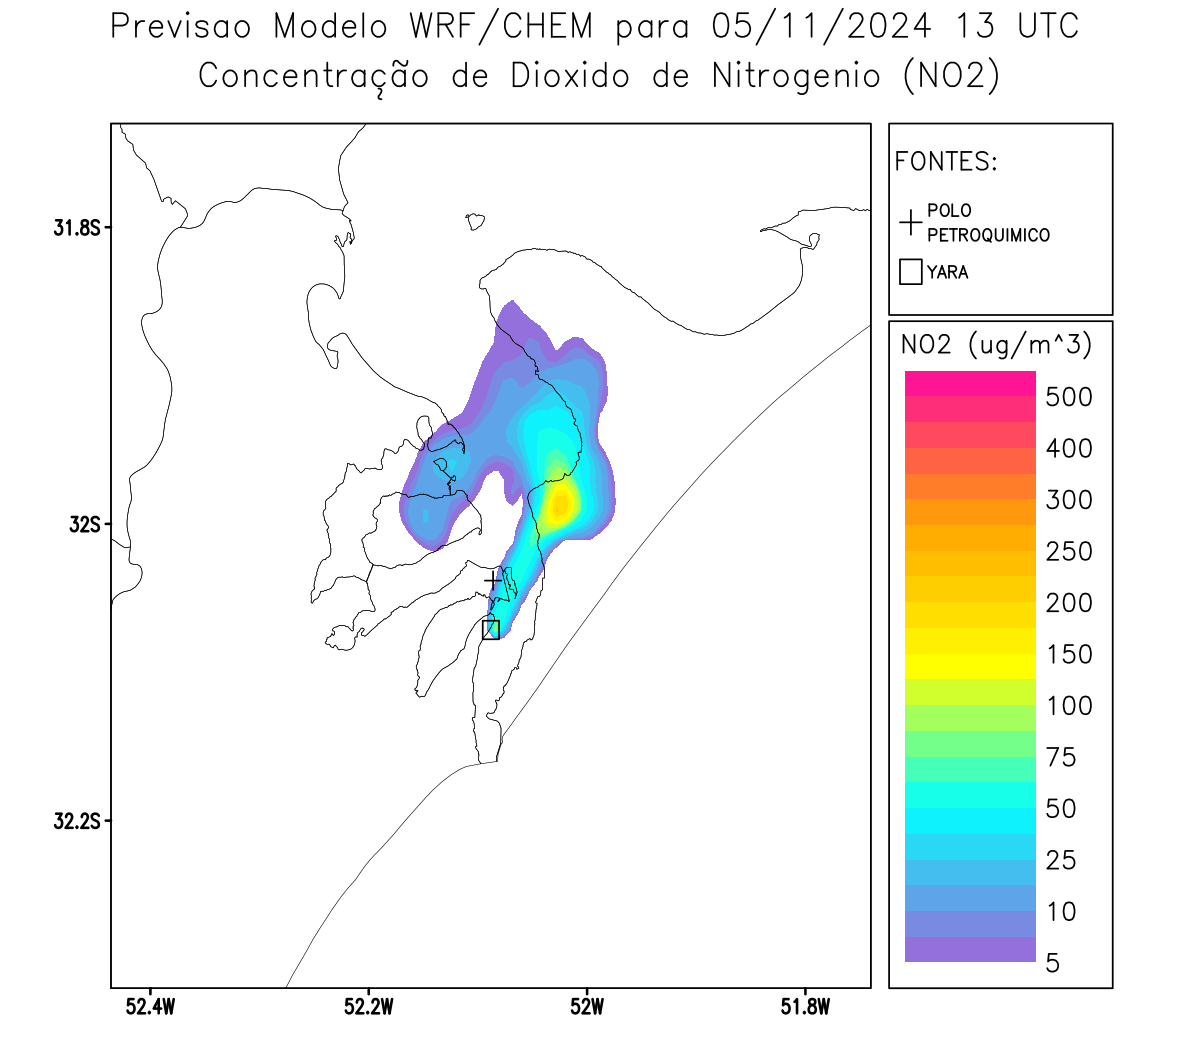 Previsao Modelo WRF/CHEM para 05/11/2024 13 UTC
Concentração de Dioxido de Nitrogenio (NO2)
FONTES:
POLO
PETROQUIMICO
YARA
NO2 (ug/m^3)
500
400
300
250
200
150
100
75
50
25
10
5
31.8S
32S
32.2S
52.4W
52.2W
52W
51.8W